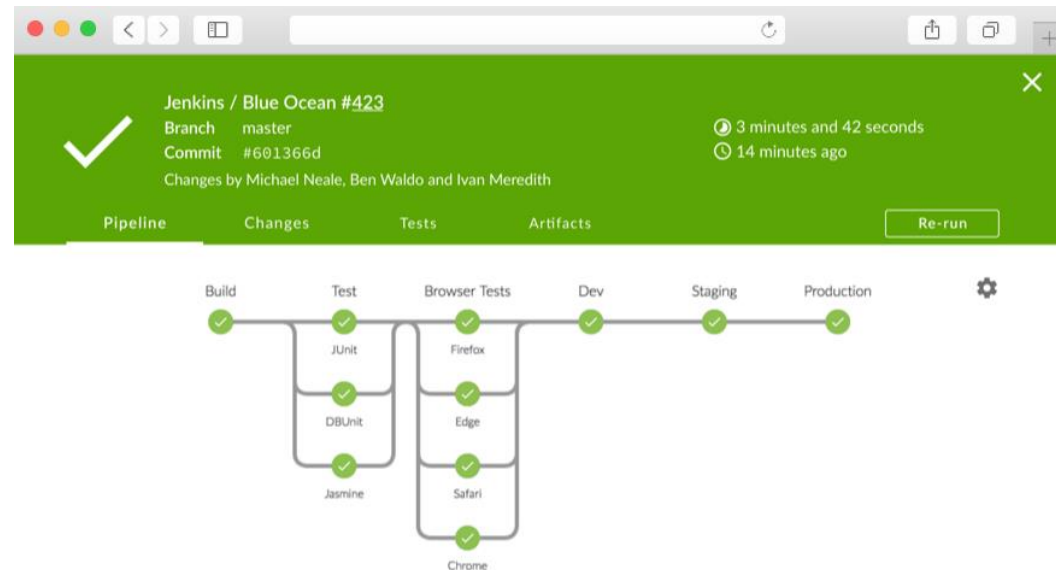 Jenkins / Blue Ocean #423
Branch master
Commit #601366d
Changes by Michael Neale, Ben Waldo and Ivan Meredith
3 minutes and 42 seconds
14 minutes ago
Pipeline Changes Tests Artifacts Re-run
Build Test Browser Tests Dev Staging Production
JUnit Firefox
DBUnit Edge
Jasmine Safari
Chrome